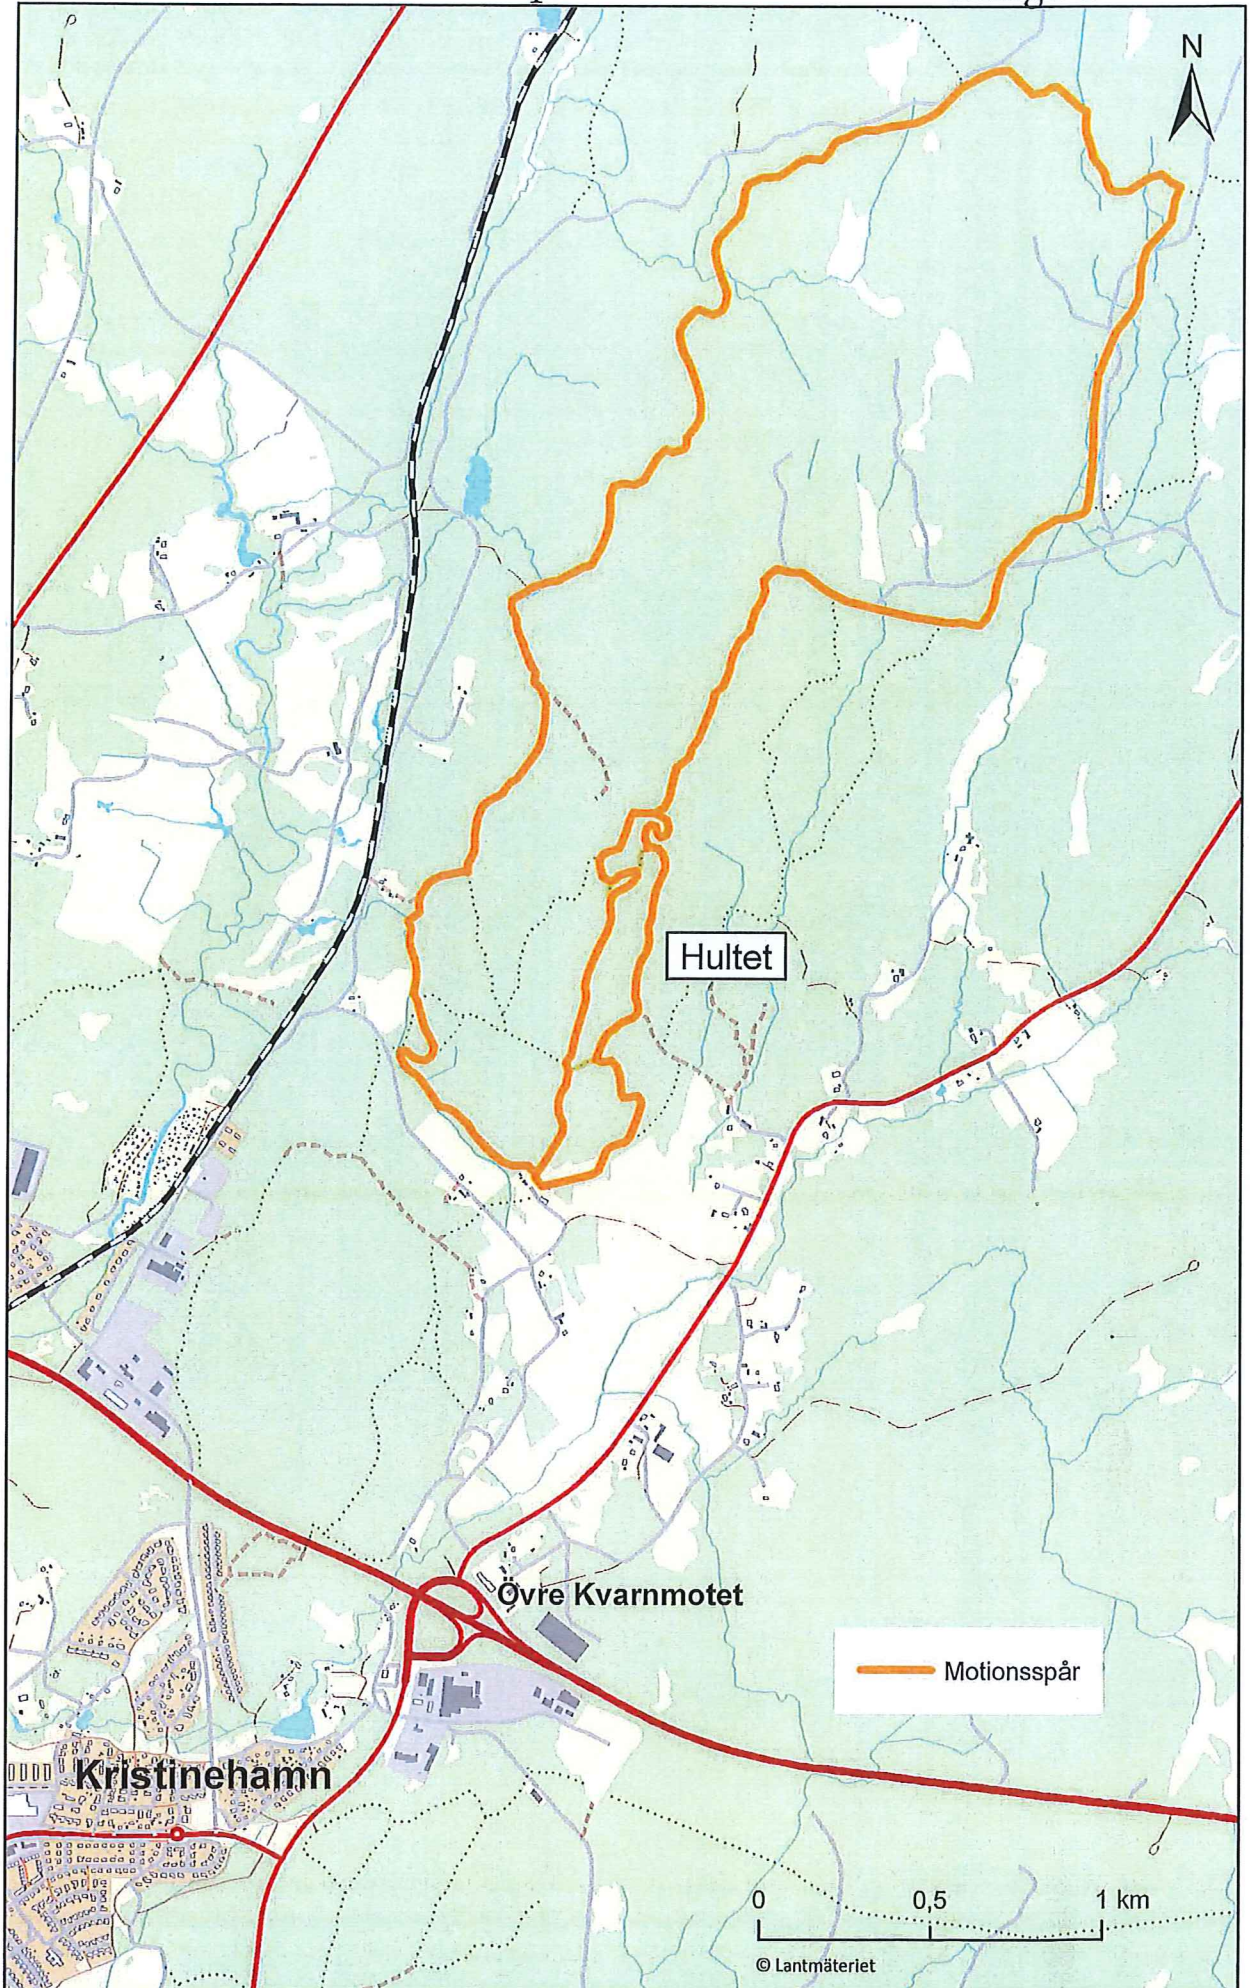 N
Hultet
Övre Kvarnmotet
Motionsspår
Kristinehamn
0 0,5 1 km
© Lantmäteriet